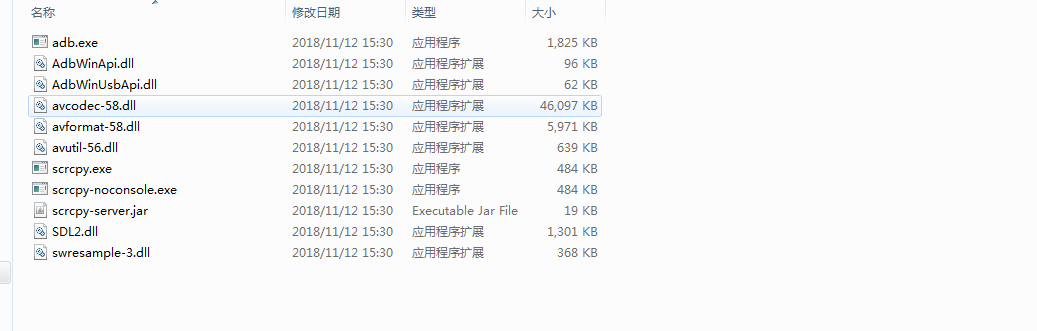 名称 修改日期 类型 大小
adb.exe 2018/11/12 15:30 应用程序 1,825 KB
AdbWinApi.dll 2018/11/12 15:30 应用程序扩展 96 KB
AdbWinUsbApi.dll 2018/11/12 15:30 应用程序扩展 62 KB
avcodec-58.dll 2018/11/12 15:30 应用程序扩展 46,097 KB
avformat-58.dll 2018/11/12 15:30 应用程序扩展 5,971 KB
avutil-56.dll 2018/11/12 15:30 应用程序扩展 639 KB
scrcpy.exe 2018/11/12 15:30 应用程序 484 KB
scrcpy-noconsole.exe 2018/11/12 15:30 应用程序 484 KB
scrcpy-server.jar 2018/11/12 15:30 Executable Jar File 19 KB
SDL2.dll 2018/11/12 15:30 应用程序扩展 1,301 KB
swresample-3.dll 2018/11/12 15:30 应用程序扩展 368 KB